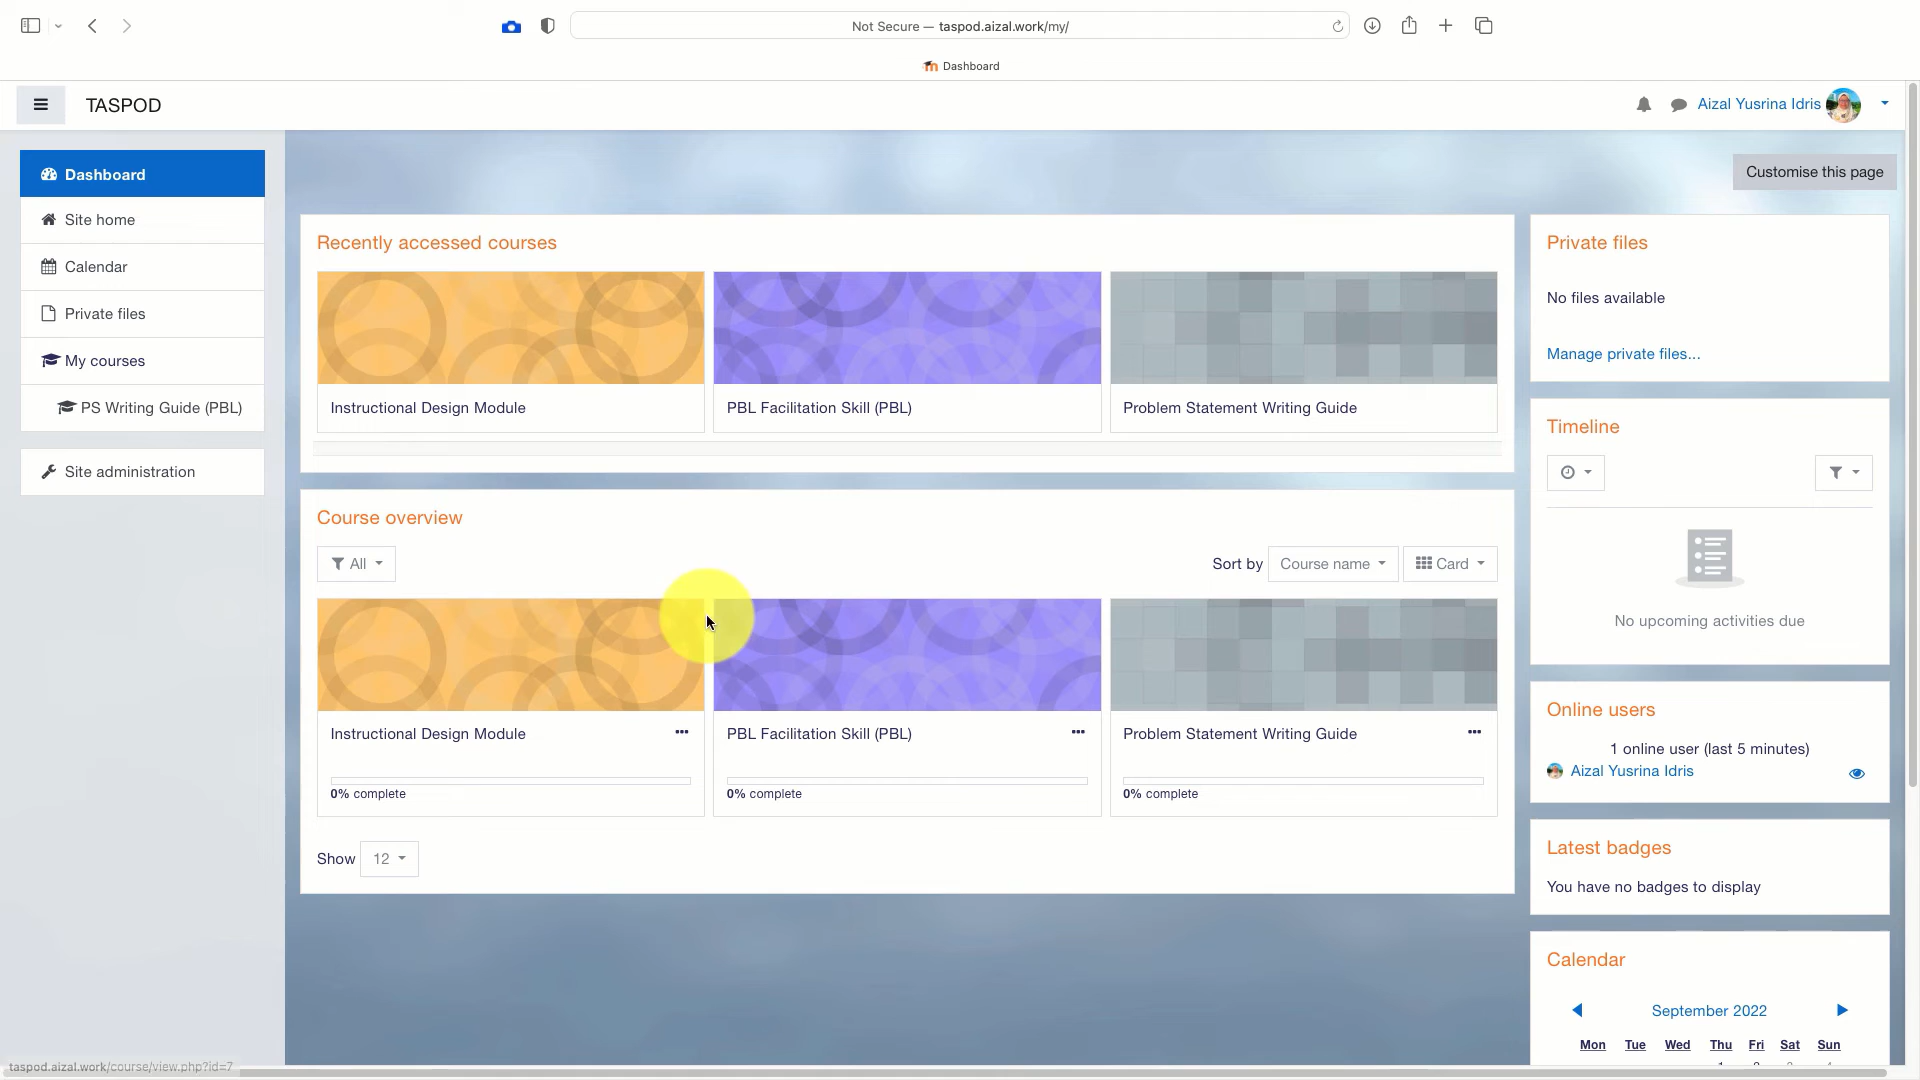 Not Secure — taspod.aizal.work/my/
Dashboard
TASPOD
Aizal Yusrina Idris
Dashboard
Site home
Calendar
Private files
My courses
PS Writing Guide (PBL)
Site administration
Customise this page
Recently accessed courses
Instructional Design Module
PBL Facilitation Skill (PBL)
Problem Statement Writing Guide
Course overview
All
Sort by Course name Card
Instructional Design Module
0% complete
PBL Facilitation Skill (PBL)
0% complete
Problem Statement Writing Guide
0% complete
Show 12
Private files
No files available
Manage private files...
Timeline
No upcoming activities due
Online users
1 online user (last 5 minutes)
Aizal Yusrina Idris
Latest badges
You have no badges to display
Calendar
September 2022
Mon Tue Wed Thu Fri Sat Sun
taspod.aizal.work/course/view.php?id=7